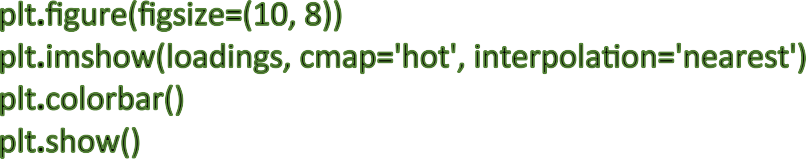 plt.figure(figsize=(10, 8))
plt.imshow(loadings, cmap='hot', interpolation='nearest')
plt.colorbar()
plt.show()